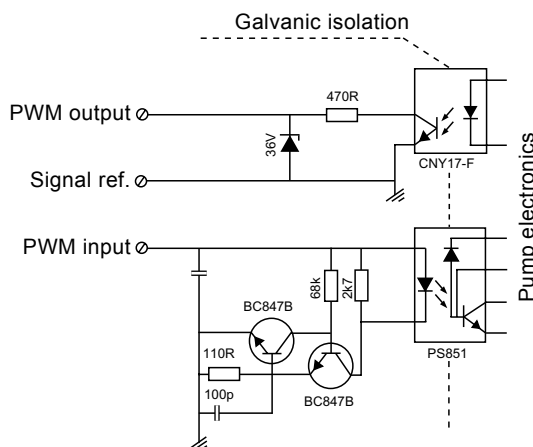 Galvanic isolation
PWM output
470R
36V
CNY17-F
Signal ref.
PWM input
68k
2k7
BC847B
110R
100p
BC847B
PS851
Pump electronics